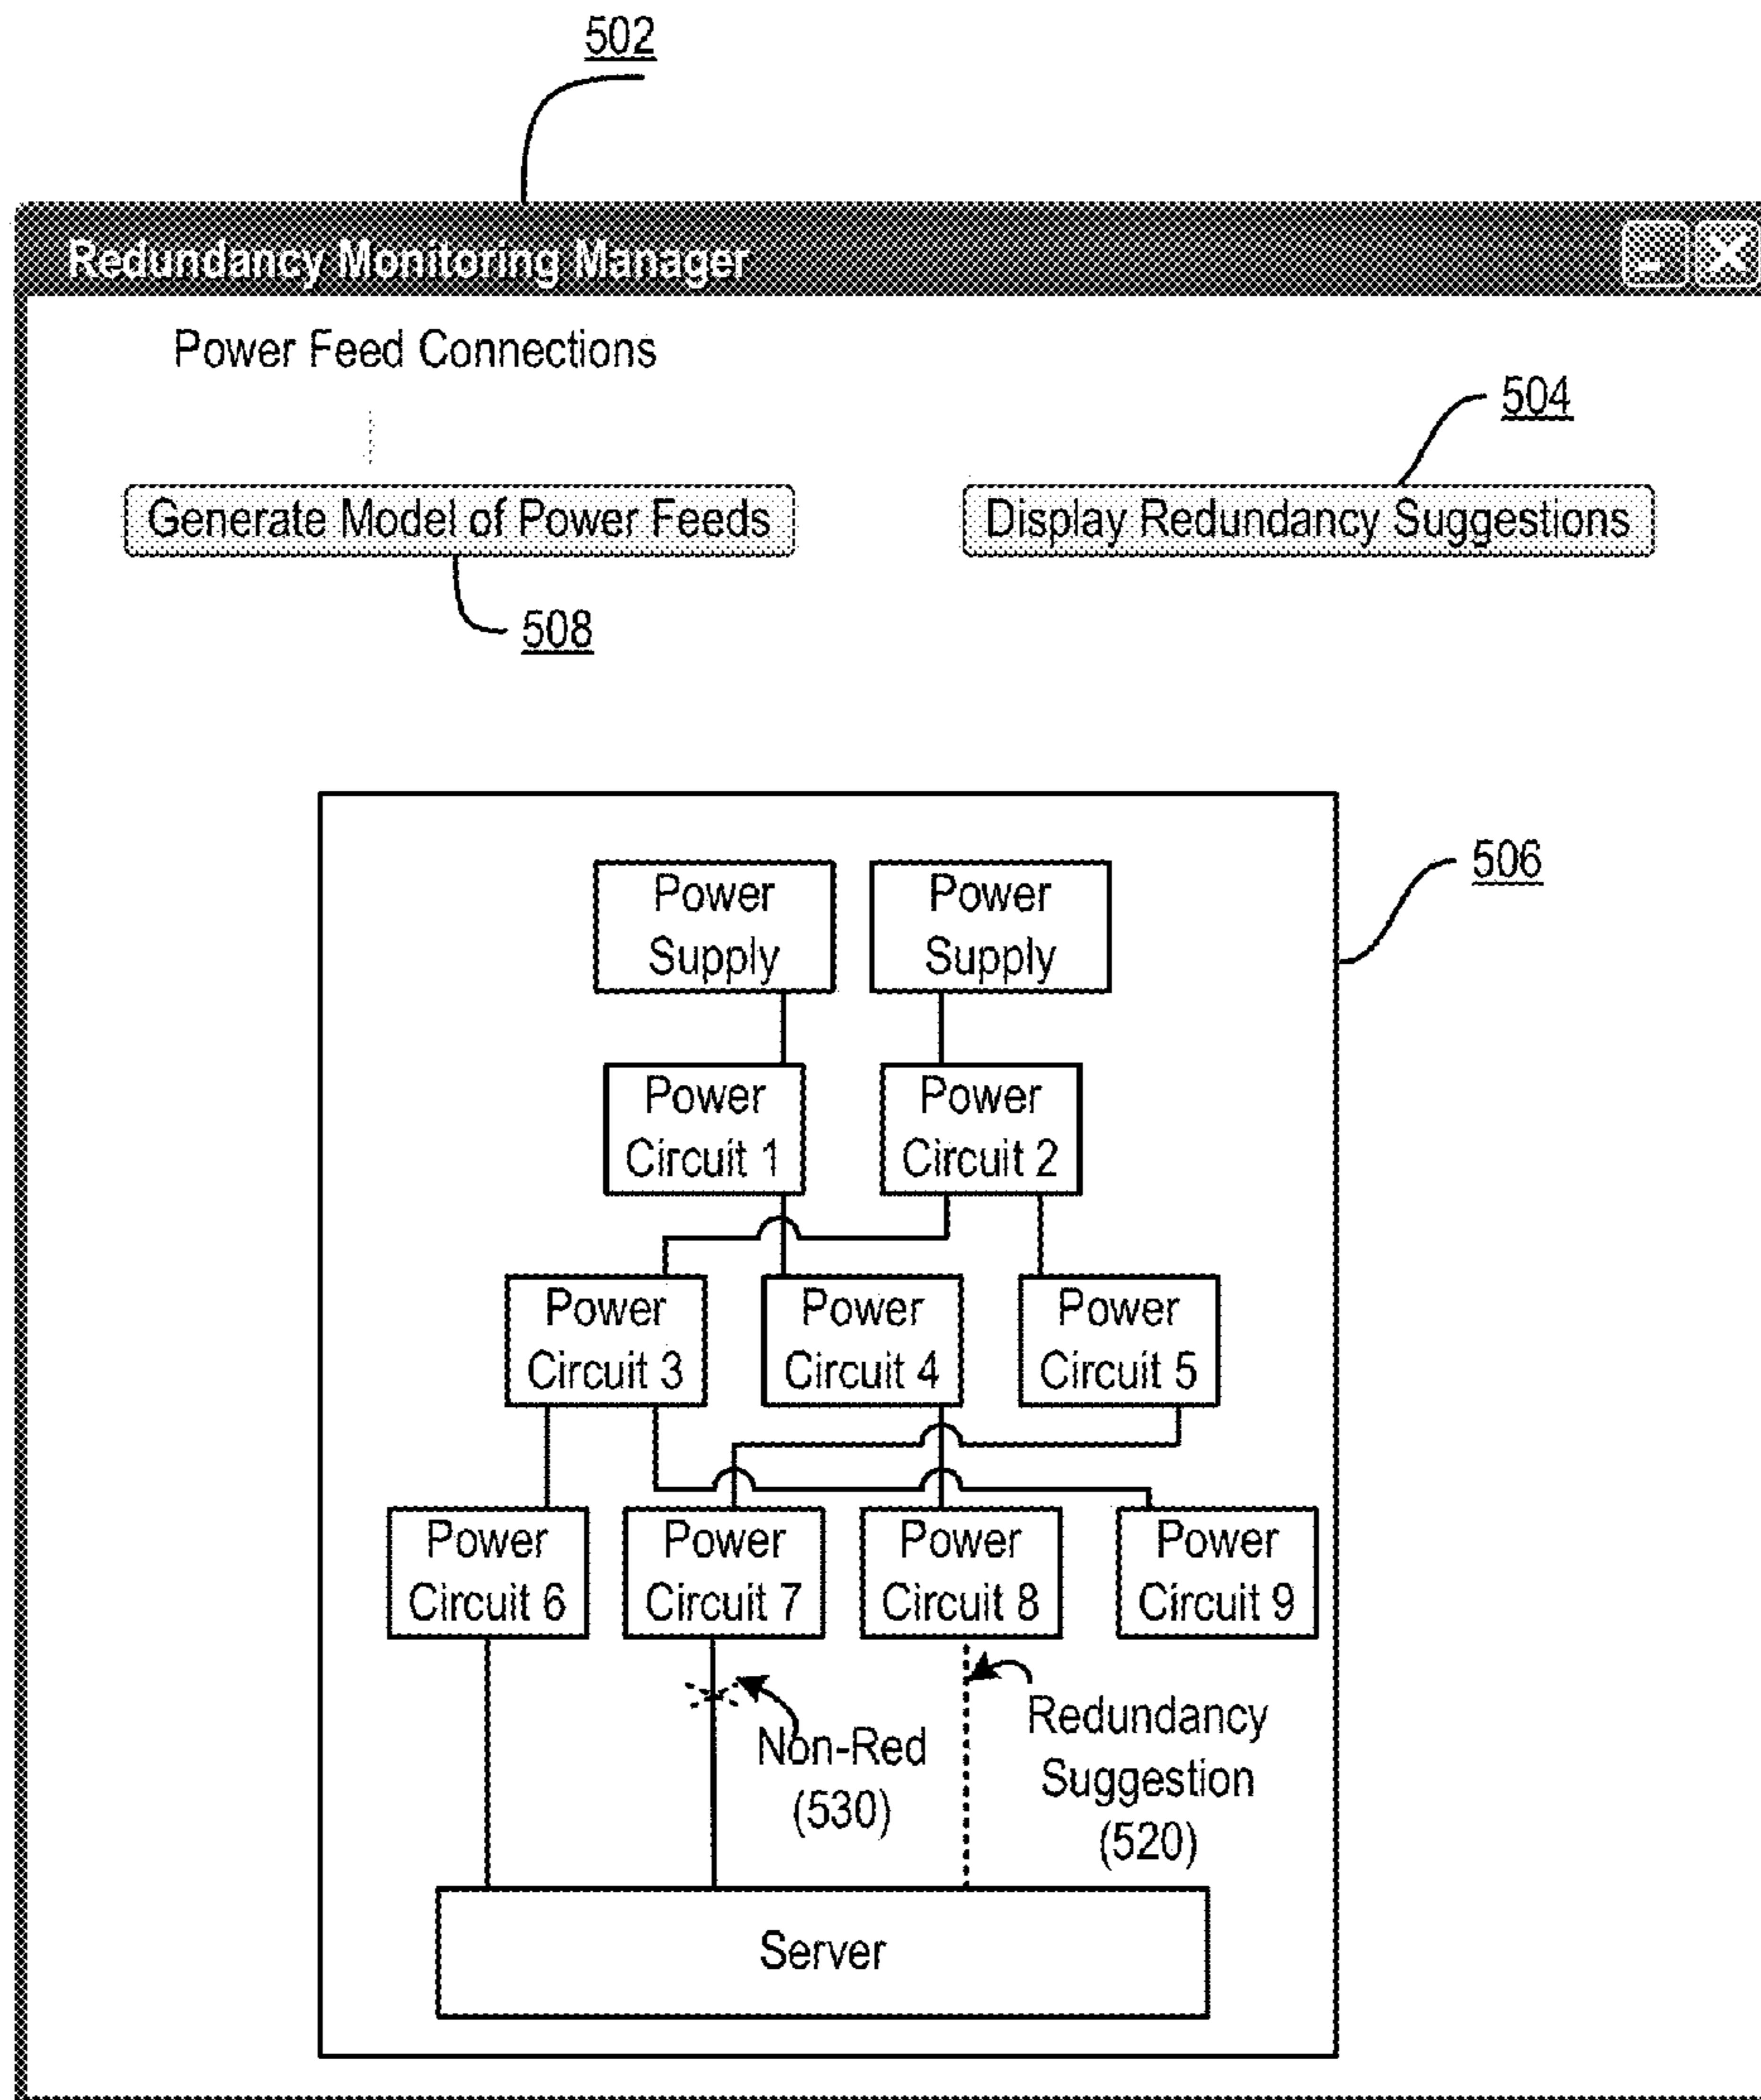 502
Redundancy Monitoring Manager
Power Feed Connections
504
Generate Model of Power Feeds
Display Redundancy Suggestions
508
506
Power
Supply
Power
Supply
Power
Circuit 1
Power
Circuit 2
Power
Circuit 3
Power
Circuit 4
Power
Circuit 5
Power
Circuit 6
Power
Circuit 7
Power
Circuit 8
Power
Circuit 9
Non-Red
(530)
Redundancy
Suggestion
(520)
Server